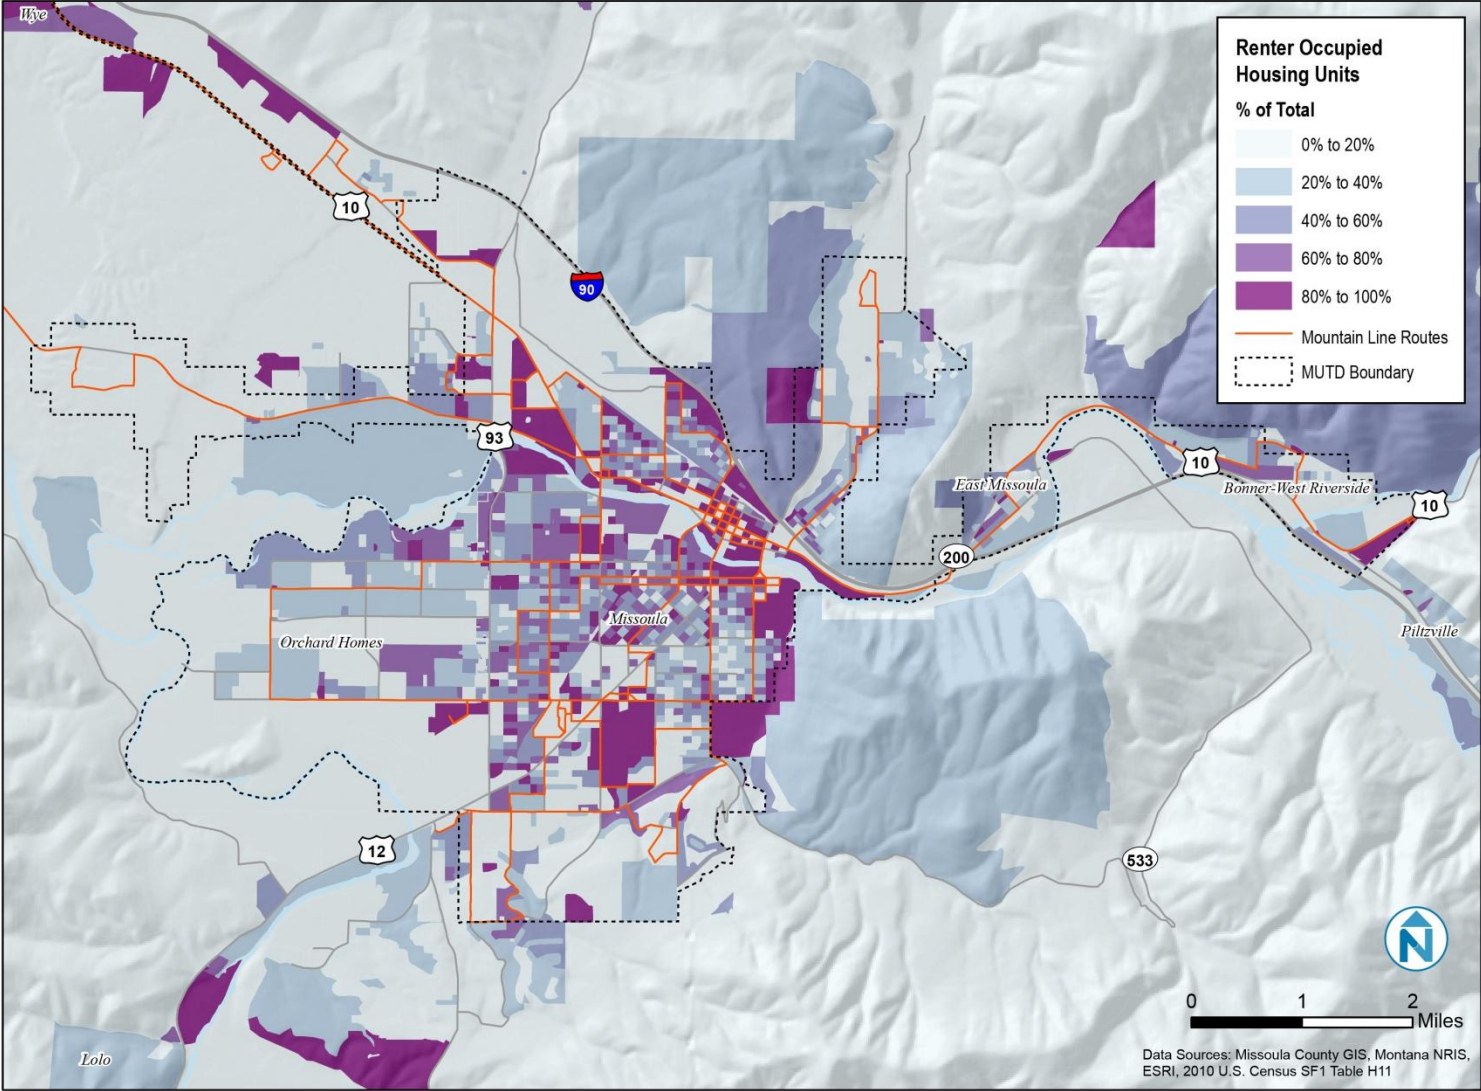 Wye
Renter Occupied
Housing Units
% of Total
0% to 20%
20% to 40%
40% to 60%
60% to 80%
80% to 100%
Mountain Line Routes
MUTD Boundary
10
90
93
East Missoula
10
Bonner-West Riverside
10
200
Missoula
Orchard Homes
Piltzville
12
533
N
0 1 2
Miles
Lolo
Data Sources: Missoula County GIS, Montana NRIS,
ESRI, 2010 U.S. Census SF1 Table H11